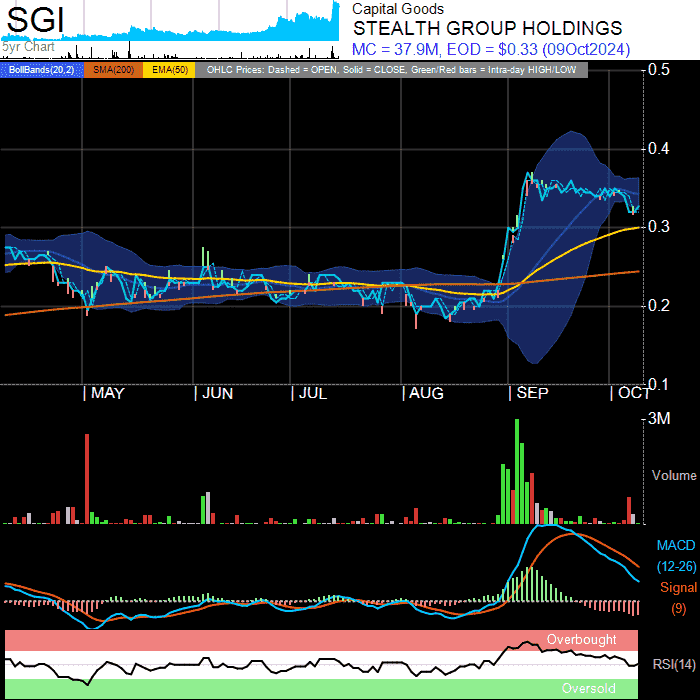 SGI
5yr Chart
Capital Goods
STEALTH GROUP HOLDINGS
MC = 37.9M, EOD = $0.33 (09Oct2024)
BollBands(20,2) SMA(200) EMA(50) OHLC Prices: Dashed = OPEN, Solid = CLOSE, Green/Red bars = Intra-day HIGH/LOW
0.5
0.4
0.3
0.2
0.1
MAY JUN JUL AUG SEP OCT
3M
Volume
MACD
(12-26)
Signal
(9)
Overbought
RSI(14)
Oversold